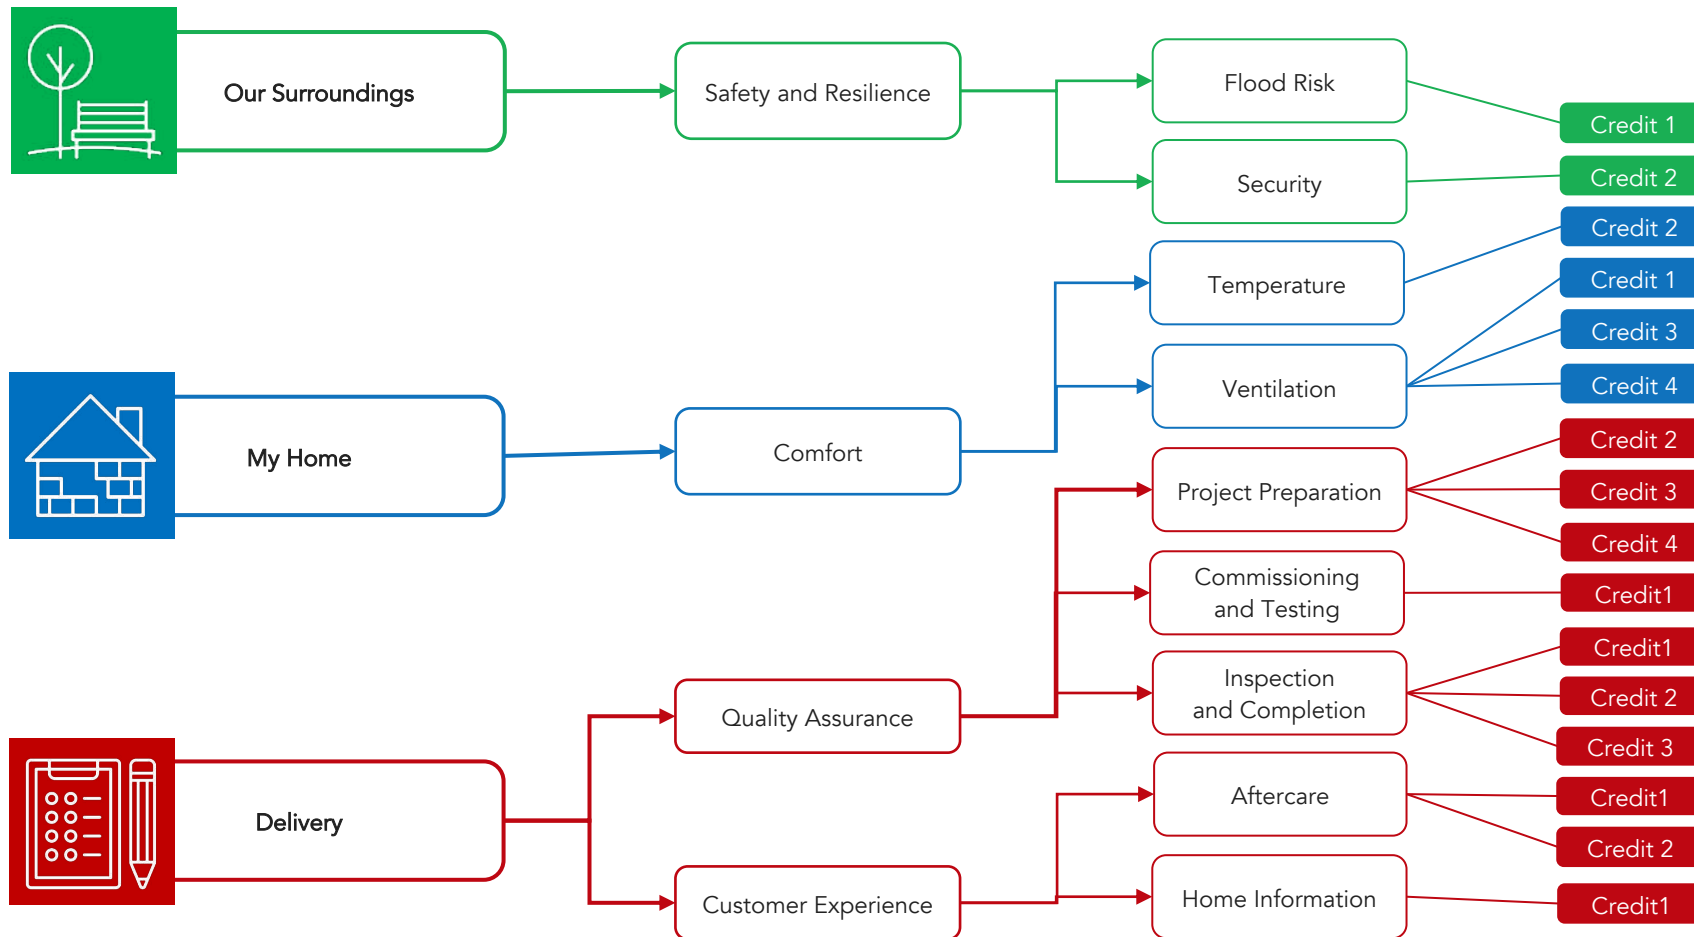 Our Surroundings
Safety and Resilience
Flood Risk
Credit 1
Security
Credit 2
My Home
Comfort
Temperature
Credit 2
Ventilation
Credit 1
Credit 3
Credit 4
Delivery
Quality Assurance
Project Preparation
Credit 2
Credit 3
Credit 4
Commissioning
and Testing
Credit1
Inspection
and Completion
Credit1
Credit 2
Credit 3
Customer Experience
Aftercare
Credit1
Credit 2
Home Information
Credit1